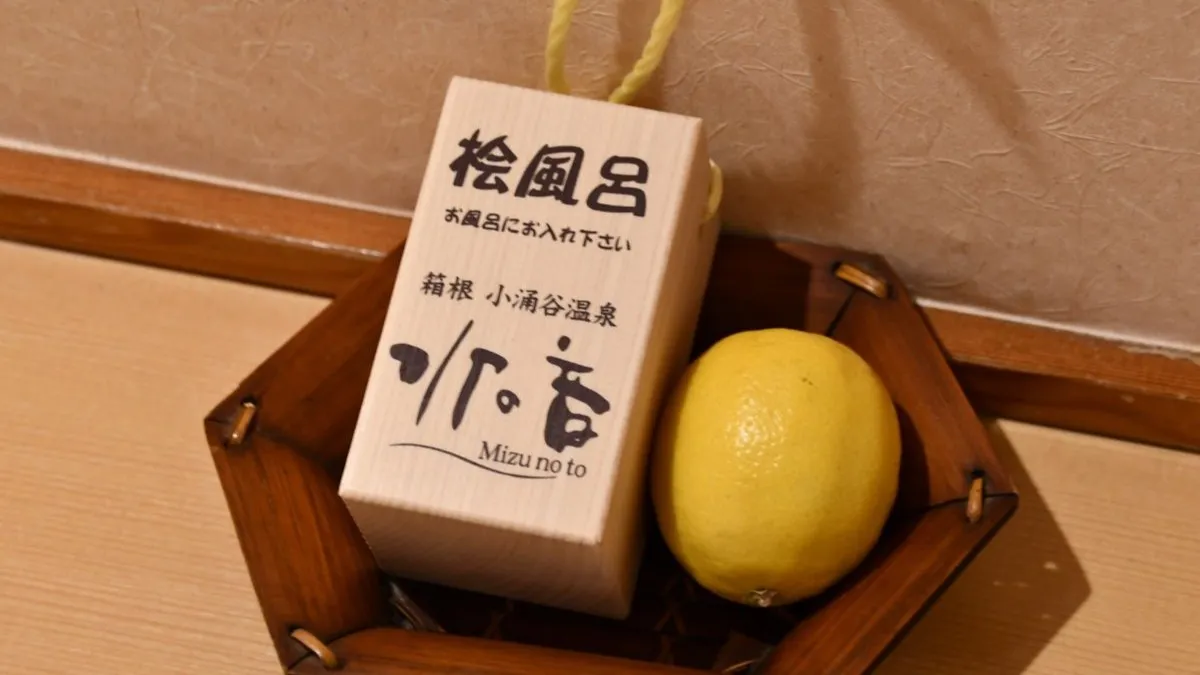 桧風呂
お風呂にお入れ下さい
箱根 小涌谷温泉
水の音
Mizu no to